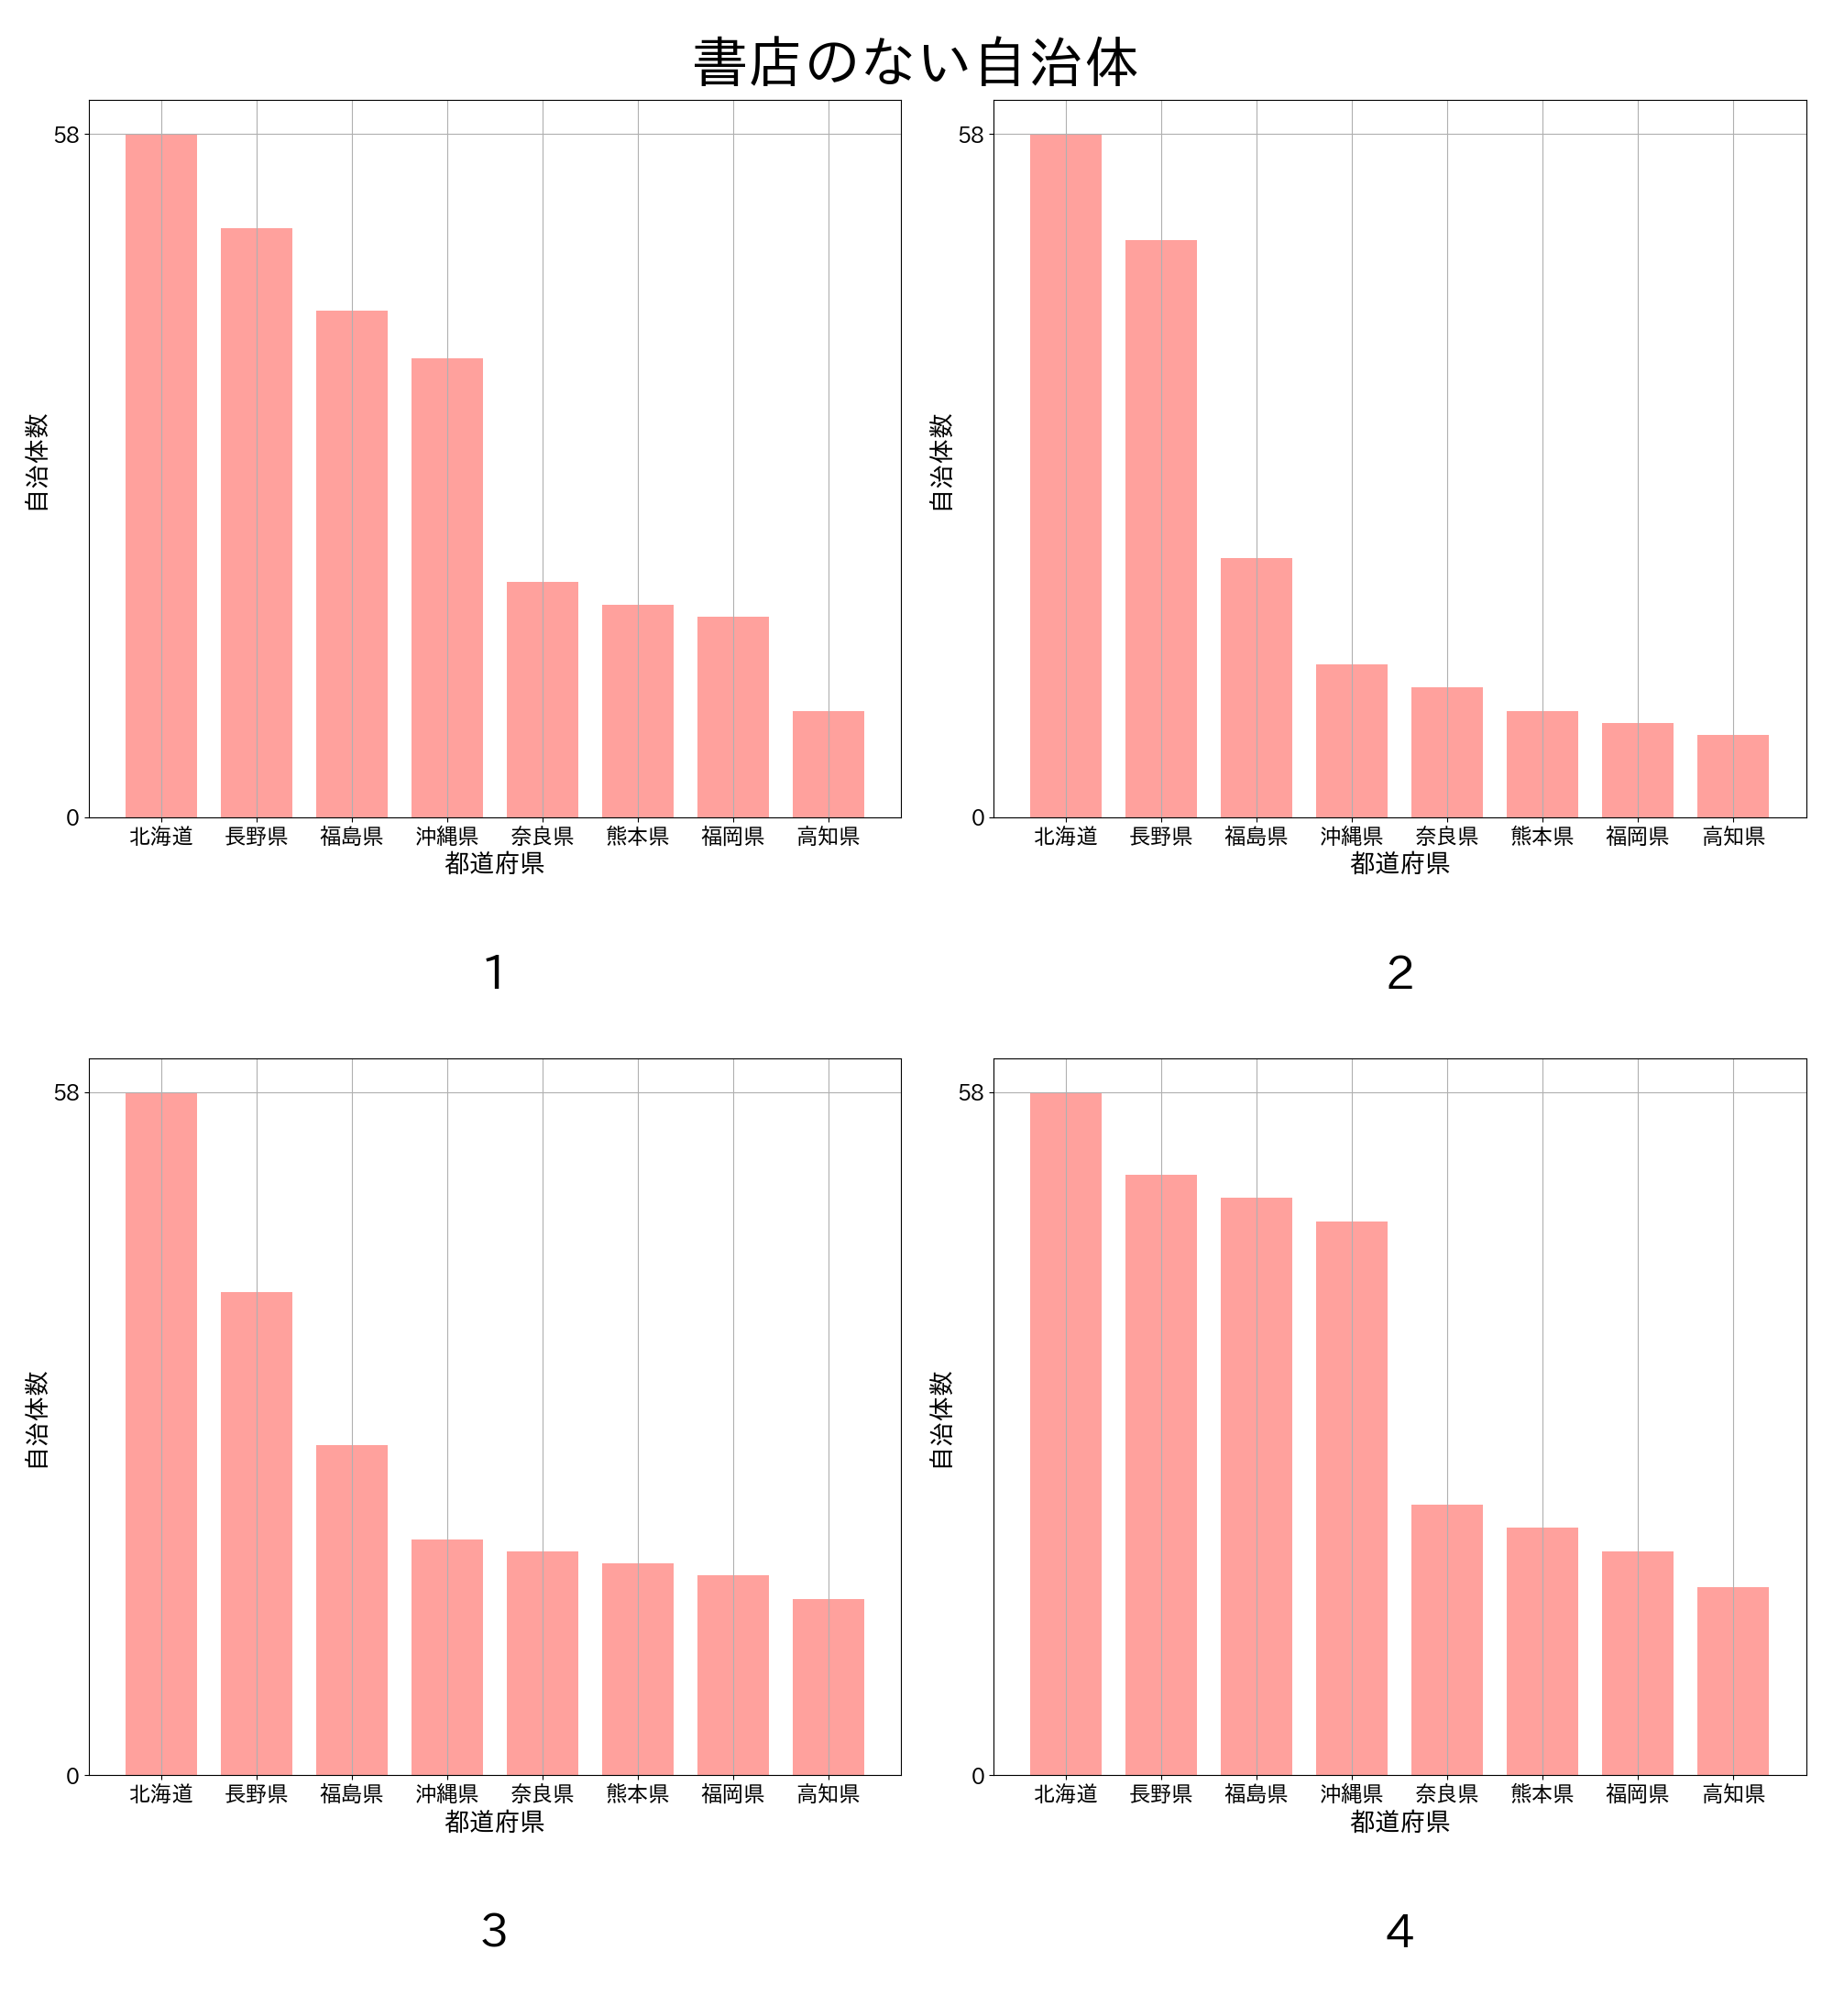 書店のない自治体
58
0
自治体数
北海道 長野県 福島県 沖縄県 奈良県 熊本県 福岡県 高知県
都道府県
1
58
0
自治体数
北海道 長野県 福島県 沖縄県 奈良県 熊本県 福岡県 高知県
都道府県
2
58
0
自治体数
北海道 長野県 福島県 沖縄県 奈良県 熊本県 福岡県 高知県
都道府県
3
58
0
自治体数
北海道 長野県 福島県 沖縄県 奈良県 熊本県 福岡県 高知県
都道府県
4